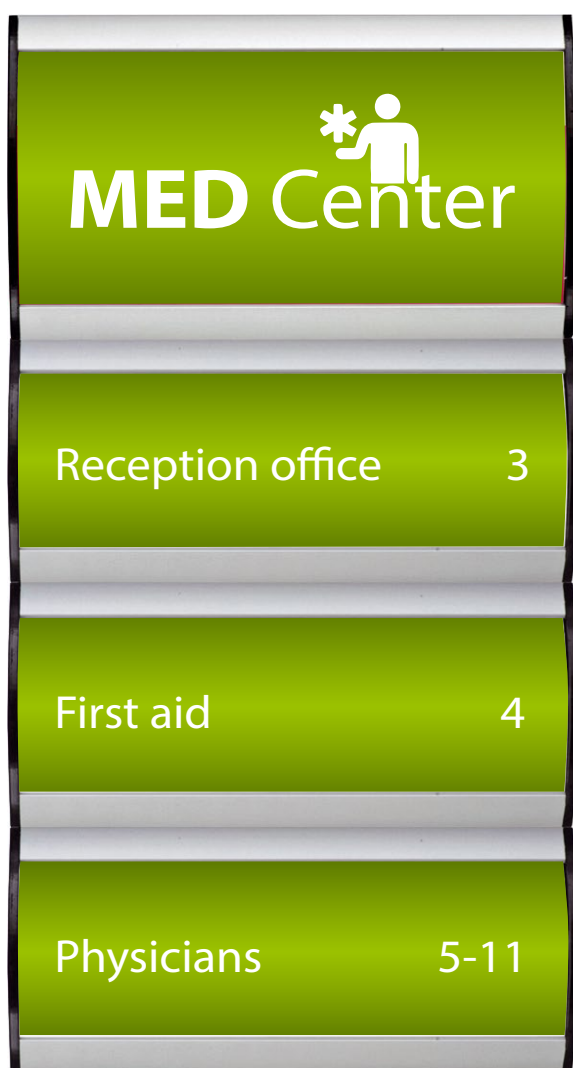 MED Center
Reception office 3
First aid 4
Physicians 5-11